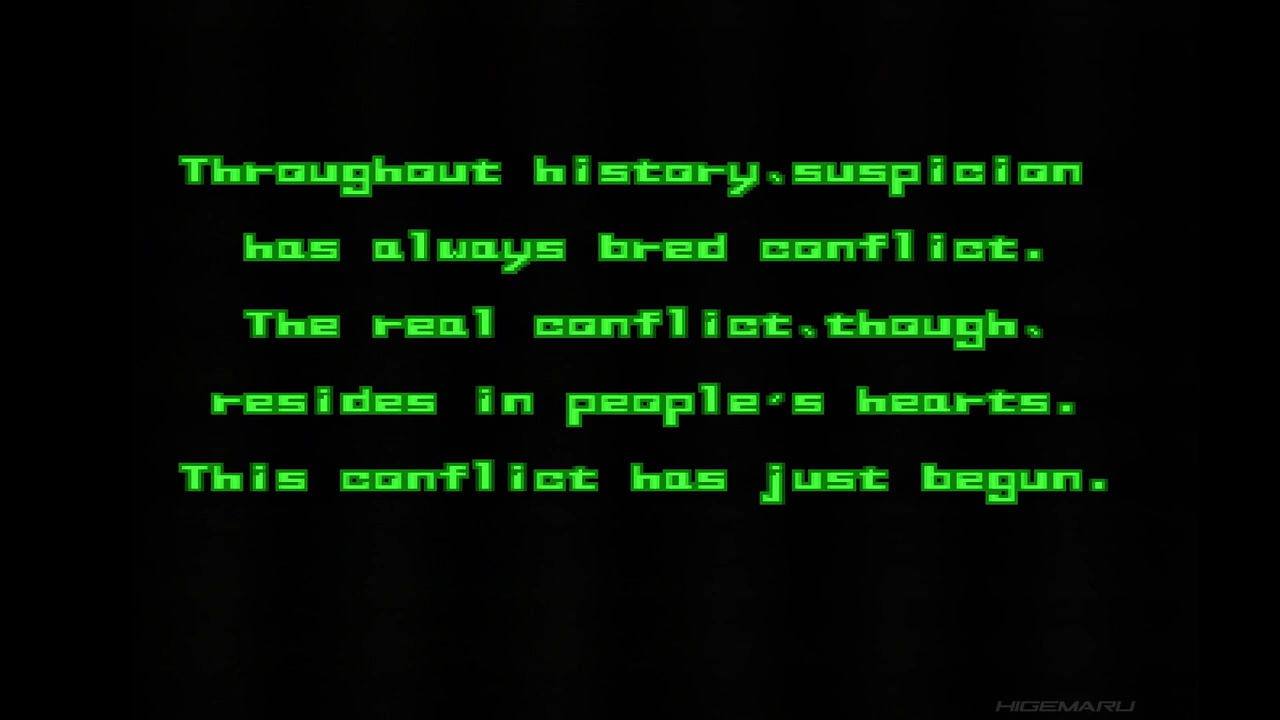 Throughout history,suspicion
has always bred conflict.
The real conflict,though,
resides in people's hearts.
This conflict has just begun.
HIGEMARU